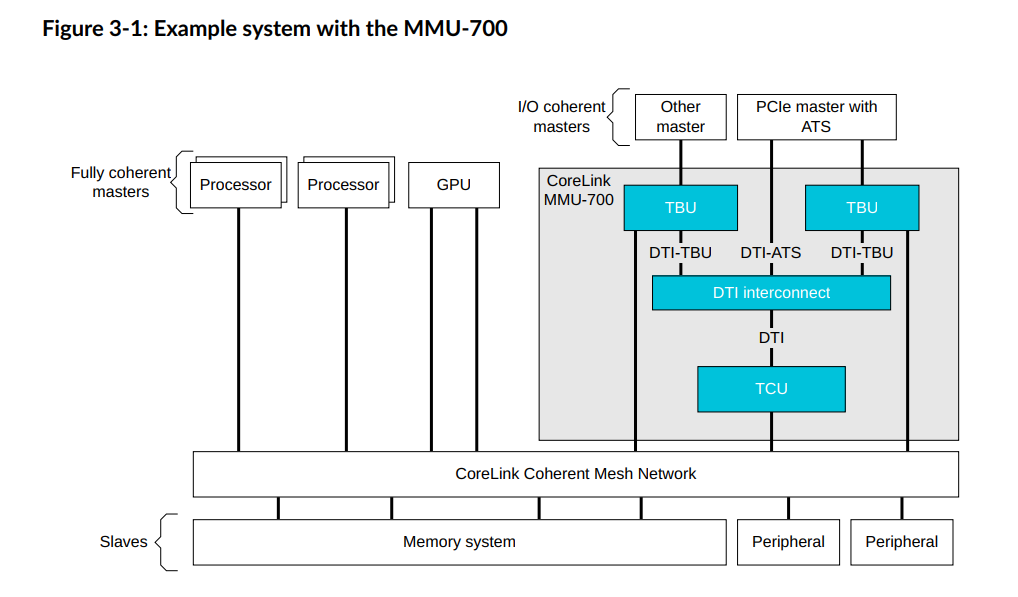 Figure 3-1: Example system with the MMU-700
I/O coherent
masters
Other
master
PCIe master with
ATS
Fully coherent
masters
Processor
Processor
GPU
CoreLink
MMU-700
TBU
TBU
DTI-TBU
DTI-ATS
DTI-TBU
DTI interconnect
DTI
TCU
CoreLink Coherent Mesh Network
Slaves
Memory system
Peripheral
Peripheral